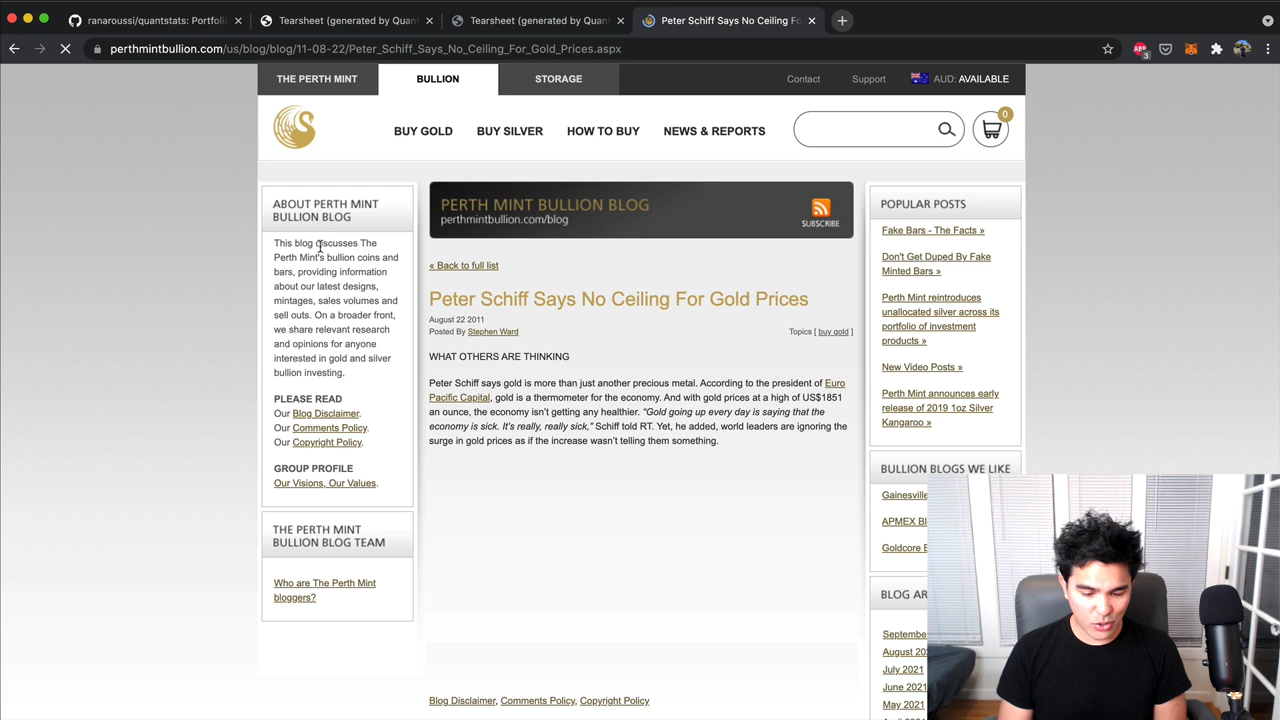 ranaroussi/quantstats: Portfolio
Tearsheet (generated by Quant
Tearsheet (generated by Quant
Peter Schiff Says No Ceiling Fo
perthmintbullion.com/us/blog/blog/11-08-22/Peter_Schiff_Says_No_Ceiling_For_Gold_Prices.aspx
ABP
3
THE PERTH MINT
BULLION
STORAGE
Contact
Support
AUD: AVAILABLE
BUY GOLD
BUY SILVER
HOW TO BUY
NEWS & REPORTS
0
ABOUT PERTH MINT
BULLION BLOG
This blog discusses The
Perth Mint's bullion coins and
bars, providing information
about our latest designs,
mintages, sales volumes and
sell outs. On a broader front,
we share relevant research
and opinions for anyone
interested in gold and silver
bullion investing.
PLEASE READ
Our Blog Disclaimer.
Our Comments Policy.
Our Copyright Policy.
GROUP PROFILE
Our Visions, Our Values.
THE PERTH MINT
BULLION BLOG TEAM
Who are The Perth Mint
bloggers?
PERTH MINT BULLION BLOG
perthmintbullion.com/blog
SUBSCRIBE
« Back to full list
Peter Schiff Says No Ceiling For Gold Prices
August 22 2011
Posted By Stephen Ward
Topics [ buy gold ]
WHAT OTHERS ARE THINKING
Peter Schiff says gold is more than just another precious metal. According to the president of Euro
Pacific Capital, gold is a thermometer for the economy. And with gold prices at a high of US$1851
an ounce, the economy isn't getting any healthier. “Gold going up every day is saying that the
economy is sick. It's really, really sick,” Schiff told RT. Yet, he added, world leaders are ignoring the
surge in gold prices as if the increase wasn't telling them something.
Blog Disclaimer, Comments Policy, Copyright Policy
POPULAR POSTS
Fake Bars - The Facts »
Don't Get Duped By Fake
Minted Bars »
Perth Mint reintroduces
unallocated silver across its
portfolio of investment
products »
New Video Posts »
Perth Mint announces early
release of 2019 1oz Silver
Kangaroo »
BULLION BLOGS WE LIKE
Gainesville
APMEX Bl
Goldcore B
BLOG AR
September
August 202
July 2021
June 2021
May 2021